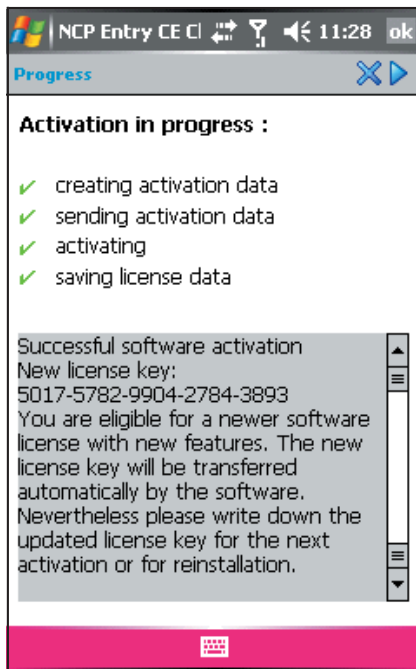 NCP Entry CE Cl 11:28 ok
Progress
Activation in progress :
creating activation data
sending activation data
activating
saving license data
Successful software activation
New license key:
5017-5782-9904-2784-3893
You are eligible for a newer software
license with new features. The new
license key will be transferred
automatically by the software.
Nevertheless please write down the
updated license key for the next
activation or for reinstallation.